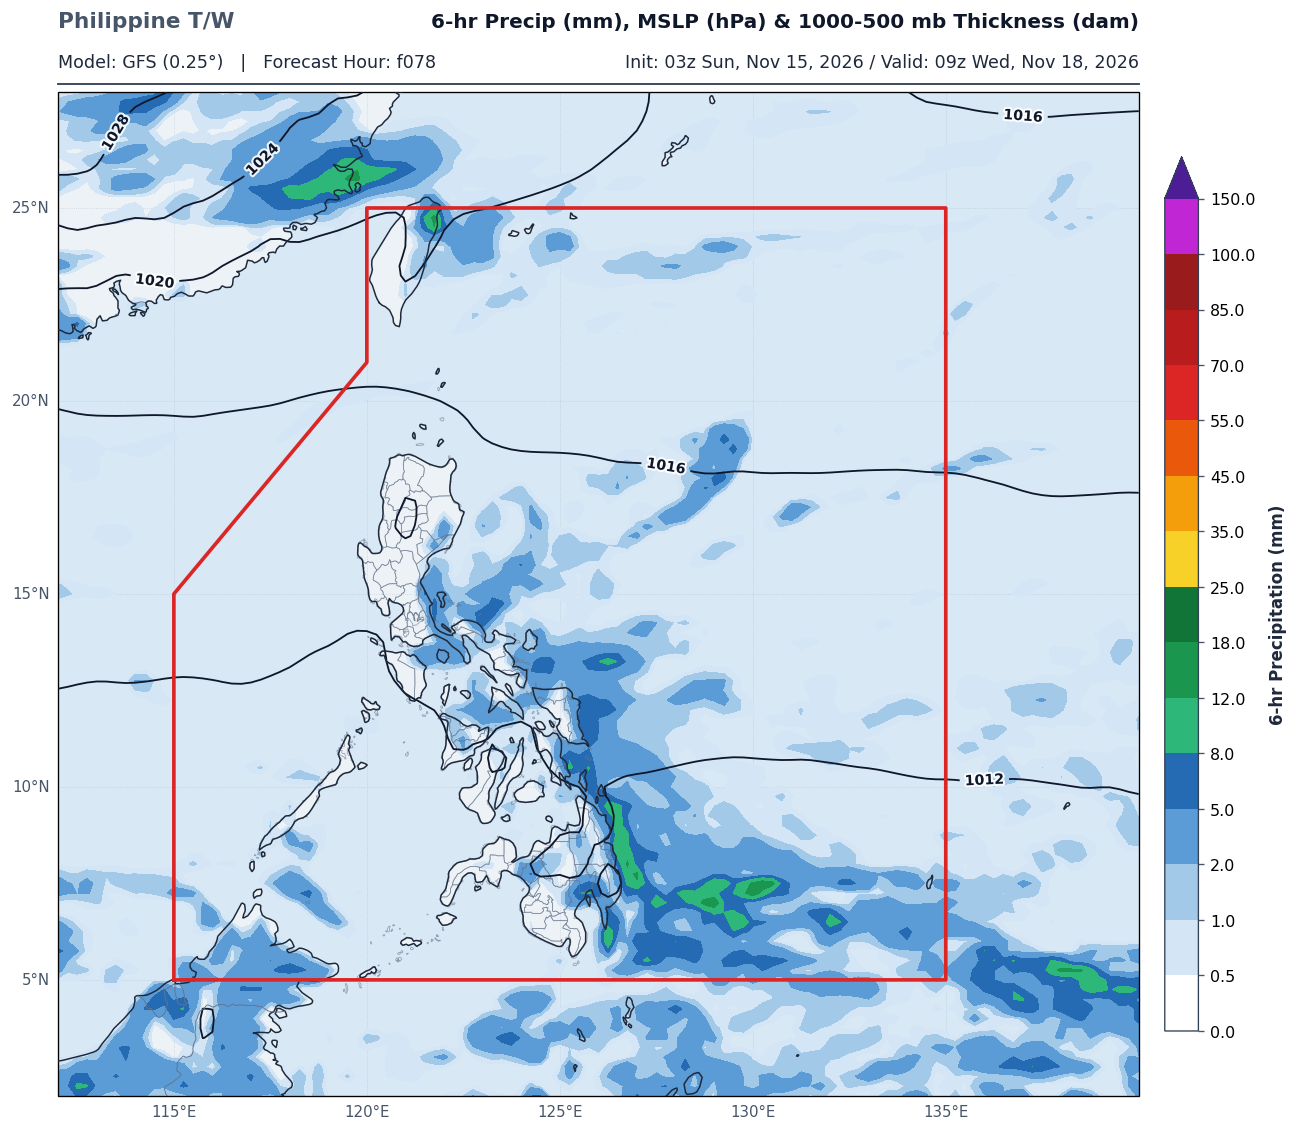 Philippine T/W
6-hr Precip (mm), MSLP (hPa) & 1000-500 mb Thickness (dam)
Model: GFS (0.25°)   |   Forecast Hour: f078
Init: 03z Sun, Nov 15, 2026 / Valid: 09z Wed, Nov 18, 2026
1028
1024
1020
1016
1016
1012
25°N
20°N
15°N
10°N
5°N
115°E
120°E
125°E
130°E
135°E
150.0
100.0
85.0
70.0
55.0
45.0
35.0
25.0
18.0
12.0
8.0
5.0
2.0
1.0
0.5
0.0
6-hr Precipitation (mm)